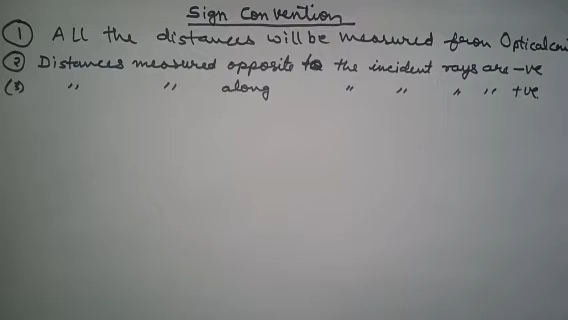 Sign Convention
① ALL the distances will be measured from Optical
② Distances measured opposite to the incident rays are -ve
(3) " " along " " " " +ve